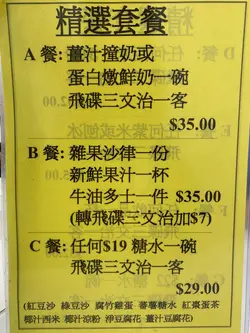 精選套餐
A 餐: 薑汁撞奶或
蛋白燉鮮奶一碗
飛碟三文治一客
$35.00
B 餐: 雜果沙律一份
新鮮果汁一杯
牛油多士一件 $35.00
(轉飛碟三文治加$7)
C 餐: 任何$19 糖水一碗
飛碟三文治一客
$29.00
(紅豆沙 綠豆沙 腐竹雞蛋 蕃薯糖水 紅棗蛋茶
椰汁西米 椰汁涼粉 淨豆腐花 薑汁豆腐花)